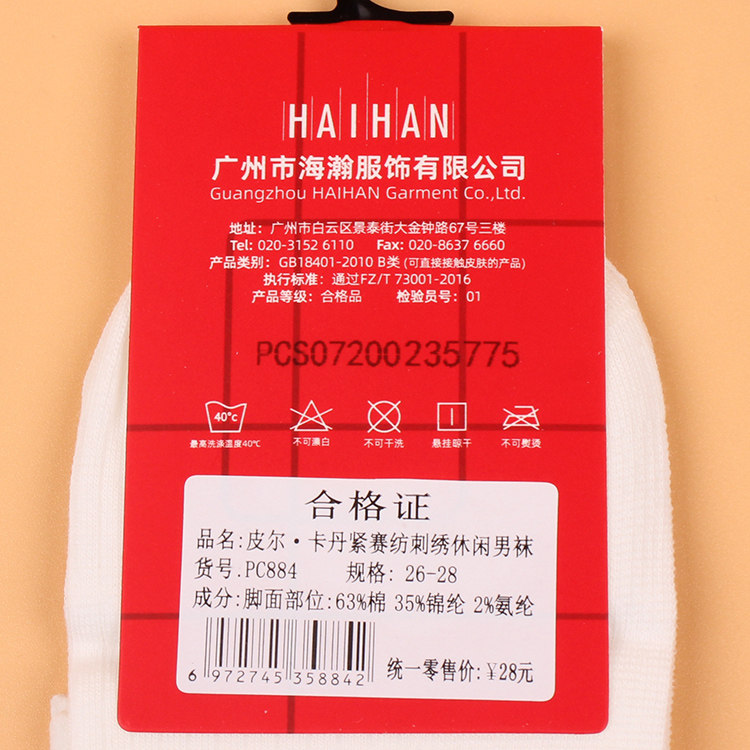 HAIHAN
广州市海瀚服饰有限公司
Guangzhou HAIHAN Garment Co.,Ltd.
地址：广州市白云区景泰街大金钟路67号三楼
Tel: 020-3152 6110 Fax: 020-8637 6660
产品类别：GB18401-2010 B类 (可直接接触皮肤的产品)
执行标准：通过FZ/T 73001-2016
产品等级：合格品 检验员号：01
PCS07200235775
40°c
最高洗涤温度40℃ 不可漂白 不可干洗 悬挂晾干 不可熨烫
合格证
品名:皮尔·卡丹紧赛纺刺绣休闲男袜
货号.PC884 规格: 26-28
成分:脚面部位:63%棉 35%锦纶 2%氨纶
6 972745 358842
统一零售价:¥28元